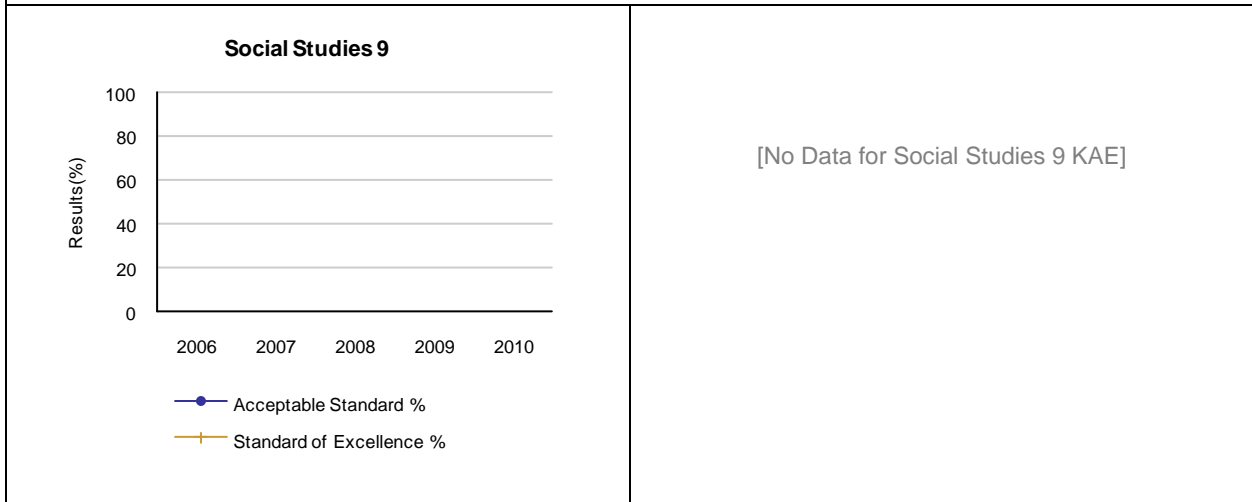 Social Studies 9
100
80
60
40
20
0
Results(%)
2006 2007 2008 2009 2010
Acceptable Standard %
Standard of Excellence %
[No Data for Social Studies 9 KAE]